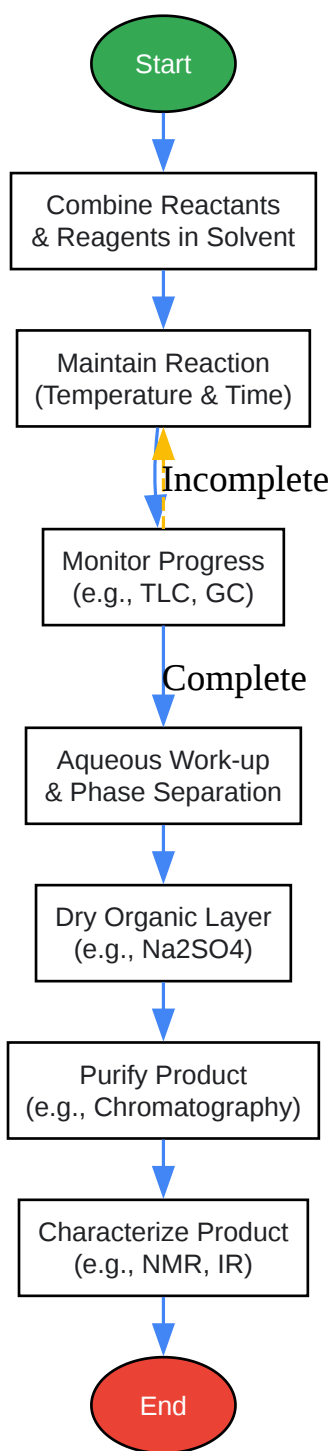 Start
Combine Reactants
& Reagents in Solvent
Maintain Reaction
(Temperature & Time)
Incomplete
Monitor Progress
(e.g., TLC, GC)
Complete
Aqueous Work-up
& Phase Separation
Dry Organic Layer
(e.g., Na2SO4)
Purify Product
(e.g., Chromatography)
Characterize Product
(e.g., NMR, IR)
End